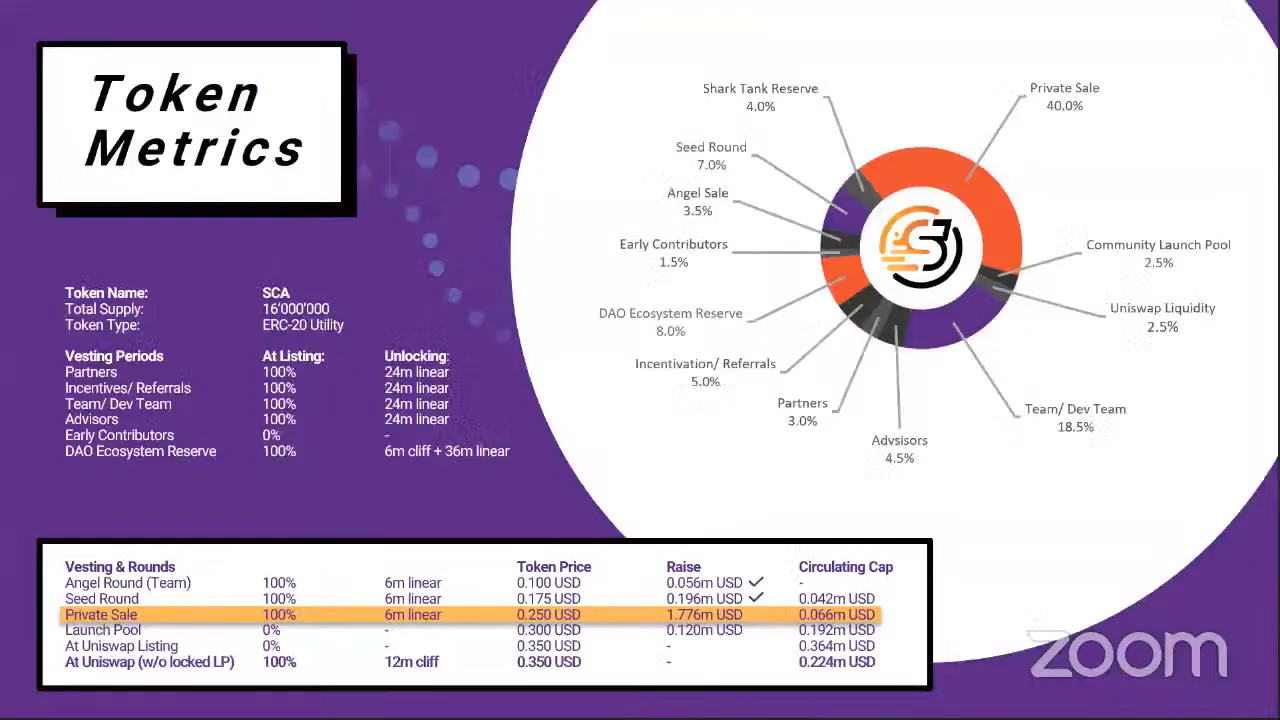 Token
Metrics
Token Name: SCA
Total Supply: 16'000'000
Token Type: ERC-20 Utility
Vesting Periods At Listing: Unlocking:
Partners 100% 24m linear
Incentives/ Referrals 100% 24m linear
Team/ Dev Team 100% 24m linear
Advisors 100% 24m linear
Early Contributors 0% -
DAO Ecosystem Reserve 100% 6m cliff + 36m linear
Shark Tank Reserve
4.0%
Private Sale
40.0%
Seed Round
7.0%
Angel Sale
3.5%
Early Contributors
1.5%
Community Launch Pool
2.5%
DAO Ecosystem Reserve
8.0%
Uniswap Liquidity
2.5%
Incentivation/ Referrals
5.0%
Partners
3.0%
Team/ Dev Team
18.5%
Advsisors
4.5%
Vesting & Rounds Token Price Raise Circulating Cap
Angel Round (Team) 100% 6m linear 0.100 USD 0.056m USD ✓ -
Seed Round 100% 6m linear 0.175 USD 0.196m USD ✓ 0.042m USD
Private Sale 100% 6m linear 0.250 USD 1.776m USD 0.066m USD
Launch Pool 0% - 0.300 USD 0.120m USD 0.192m USD
At Uniswap Listing 0% - 0.350 USD - 0.364m USD
At Uniswap (w/o locked LP) 100% 12m cliff 0.350 USD - 0.224m USD
zoom